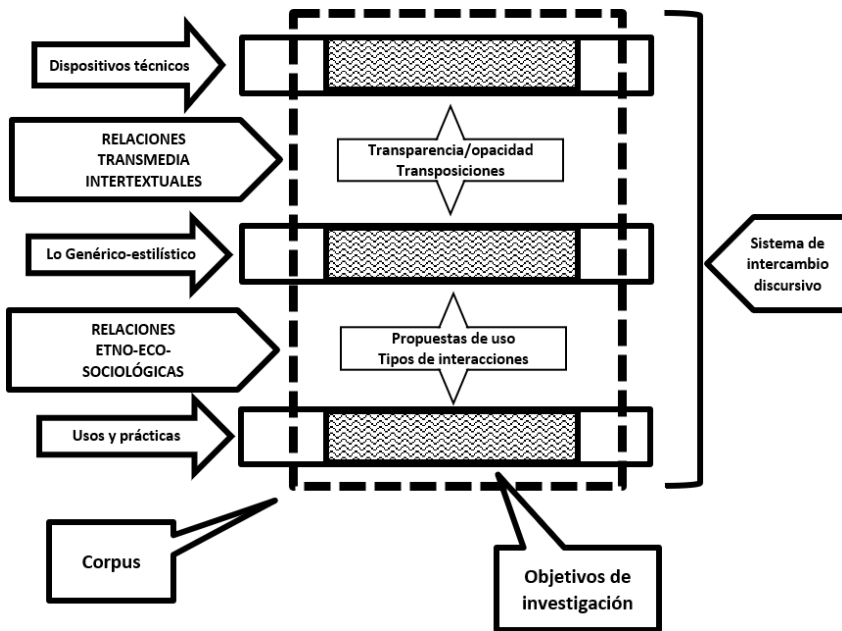 Dispositivos técnicos
RELACIONES
TRANSMEDIA
INTERTEXTUALES
Transparencia/opacidad
Transposiciones
Lo Genérico-estilístico
Sistema de
intercambio
discursivo
RELACIONES
ETNO-ECO-
SOCIOLÓGICAS
Propuestas de uso
Tipos de interacciones
Usos y prácticas
Corpus
Objetivos de
investigación